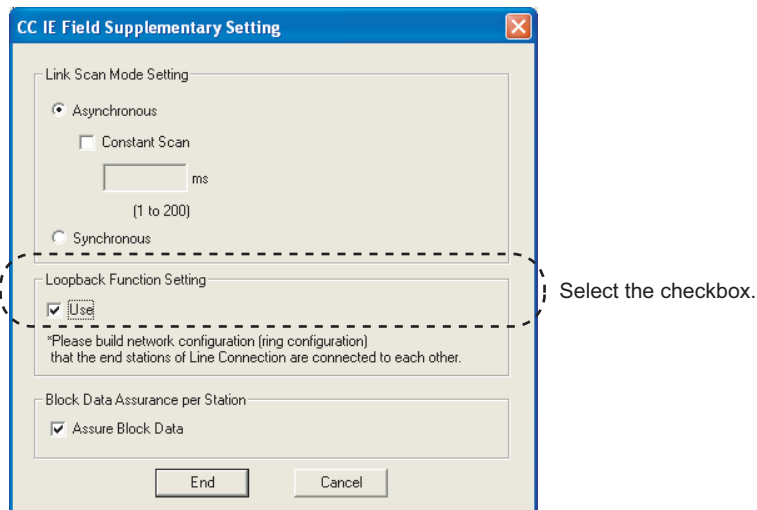 CC IE Field Supplementary Setting
Link Scan Mode Setting
Asynchronous
Constant Scan
ms
(1 to 200)
Synchronous
Loopback Function Setting
Use
Select the checkbox.
*Please build network configuration (ring configuration)
that the end stations of Line Connection are connected to each other.
Block Data Assurance per Station
Assure Block Data
End
Cancel